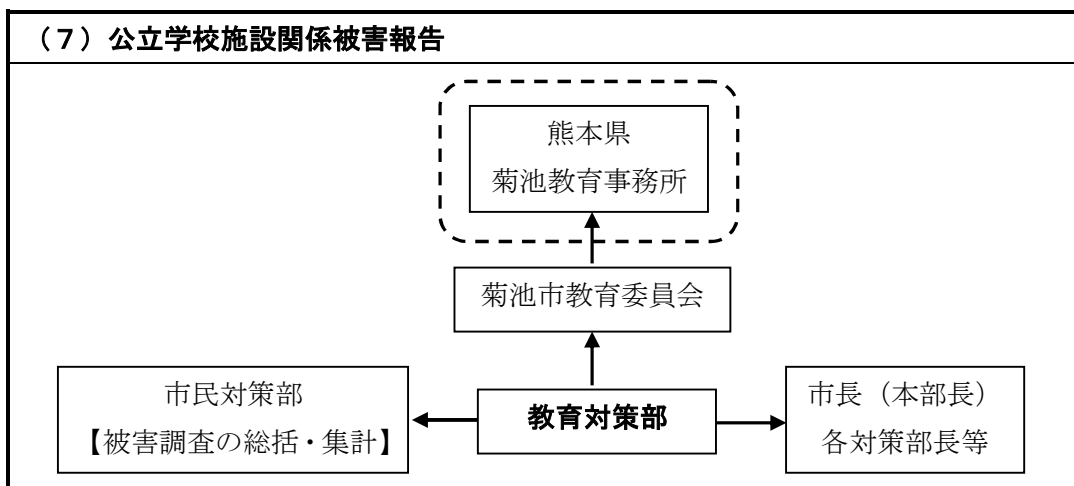 （７）公立学校施設関係被害報告
熊本県
菊池教育事務所
菊池市教育委員会
市民対策部
【被害調査の総括・集計】
教育対策部
市長（本部長）
各対策部長等